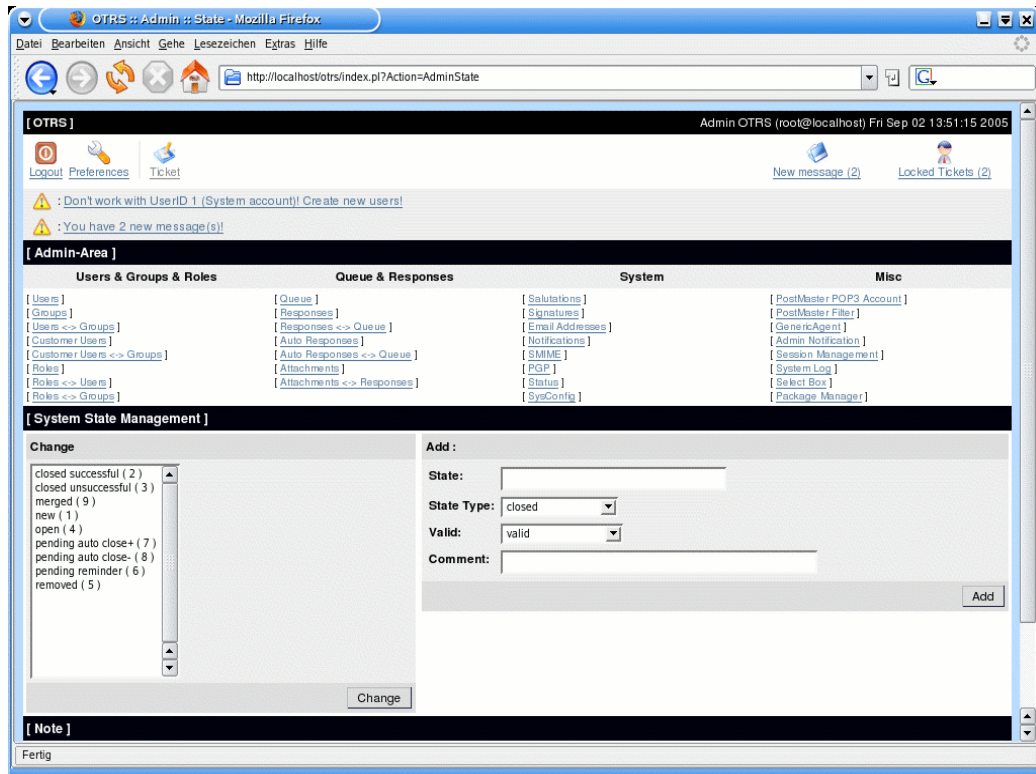 OTRS :: Admin :: State - Mozilla Firefox
Datei Bearbeiten Ansicht Gehe Lesezeichen Extras Hilfe
http://localhost/otrs/index.pl?Action=AdminState
G
[ OTRS ] Admin OTRS (root@localhost) Fri Sep 02 13:51:15 2005
Logout Preferences Ticket New message (2) Locked Tickets (2)
: Don't work with UserID 1 (System account)! Create new users!
: You have 2 new message(s)!
[ Admin-Area ]
Users & Groups & Roles Queue & Responses System Misc
[ Users ] [ Queue ] [ Salutations ] [ PostMaster POP3 Account ]
[ Groups ] [ Responses ] [ Signatures ] [ PostMaster Filter ]
[ Users <-> Groups ] [ Responses <-> Queue ] [ Email Addresses ] [ GenericAgent ]
[ Customer Users ] [ Auto Responses ] [ Notifications ] [ Admin Notification ]
[ Customer Users <-> Groups ] [ Auto Responses <-> Queue ] [ SMIME ] [ Session Management ]
[ Roles ] [ Attachments ] [ PGP ] [ System Log ]
[ Roles <-> Users ] [ Attachments <-> Responses ] [ Status ] [ Select Box ]
[ Roles <-> Groups ] [ SysConfig ] [ Package Manager ]
[ System State Management ]
Change
closed successful ( 2 )
closed unsuccessful ( 3 )
merged ( 9 )
new ( 1 )
open ( 4 )
pending auto close+ ( 7 )
pending auto close- ( 8 )
pending reminder ( 6 )
removed ( 5 )
Change
Add :
State:
State Type: closed
Valid: valid
Comment:
Add
[ Note ]
Fertig